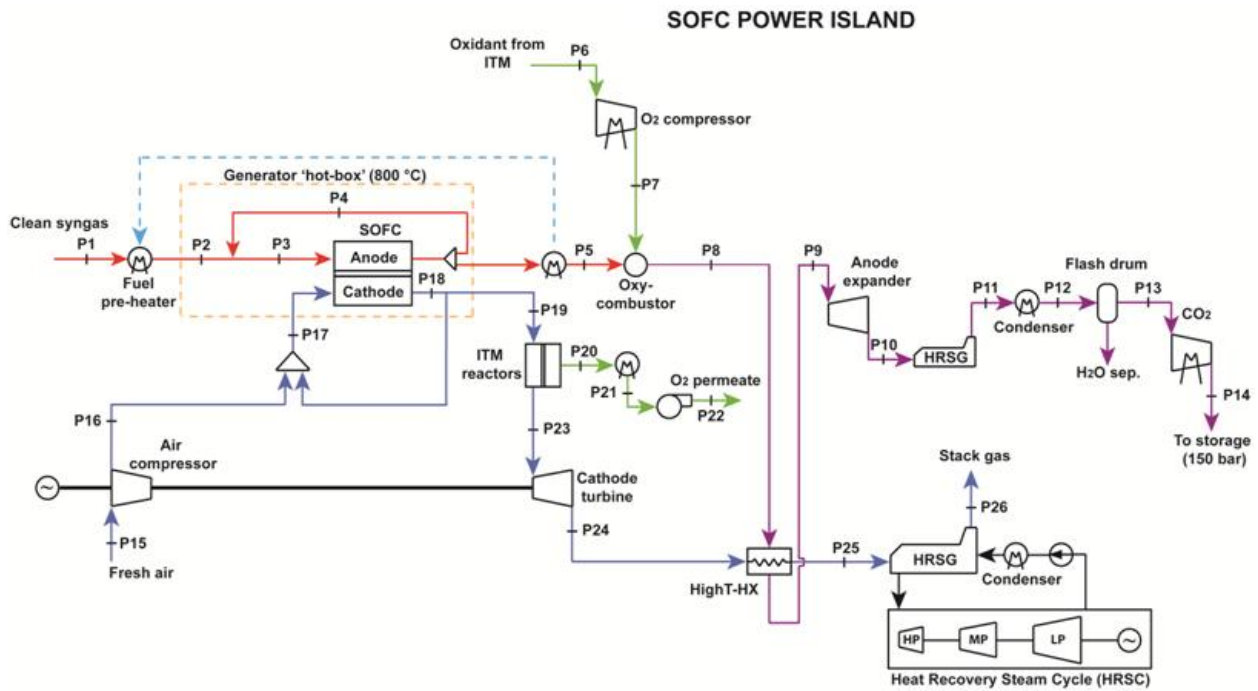 SOFC POWER ISLAND
Oxidant from
ITM
P6
O2 compressor
P7
Generator ‘hot-box’ (800 °C)
P4
Clean syngas
P1
P2
P3
SOFC
Anode
Cathode
P18
P5
P8
Fuel
pre-heater
Oxy-
combustor
P17
P19
ITM
reactors
P20
P21
O2 permeate
P22
P16
P23
Air
compressor
Cathode
turbine
P24
P15
Fresh air
P9
Anode
expander
P10
HRSG
P11
Condenser
P12
Flash drum
P13
H2O sep.
CO2
P14
To storage
(150 bar)
Stack gas
P26
P25
HRSG
HighT-HX
Condenser
HP
MP
LP
Heat Recovery Steam Cycle (HRSC)